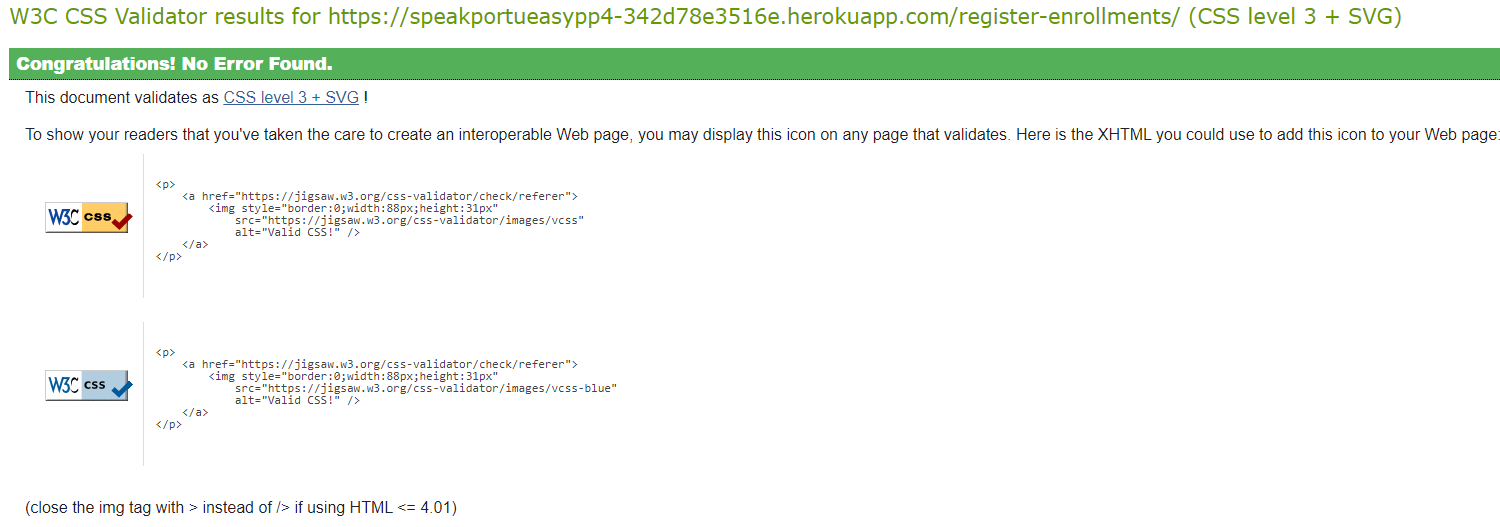 W3C CSS Validator results for https://speakportueasypp4-342d78e3516e.herokuapp.com/register-enrollments/ (CSS level 3 + SVG)
Congratulations! No Error Found.
This document validates as CSS level 3 + SVG !
To show your readers that you've taken the care to create an interoperable Web page, you may display this icon on any page that validates. Here is the XHTML you could use to add this icon to your Web page:
<p>
    <a href="https://jigsaw.w3.org/css-validator/check/referer">
        <img style="border:0;width:88px;height:31px"
            src="https://jigsaw.w3.org/css-validator/images/vcss"
            alt="Valid CSS!" />
    </a>
</p>
W3C css
<p>
    <a href="https://jigsaw.w3.org/css-validator/check/referer">
        <img style="border:0;width:88px;height:31px"
            src="https://jigsaw.w3.org/css-validator/images/vcss-blue"
            alt="Valid CSS!" />
    </a>
</p>
W3C css
(close the img tag with > instead of /> if using HTML <= 4.01)